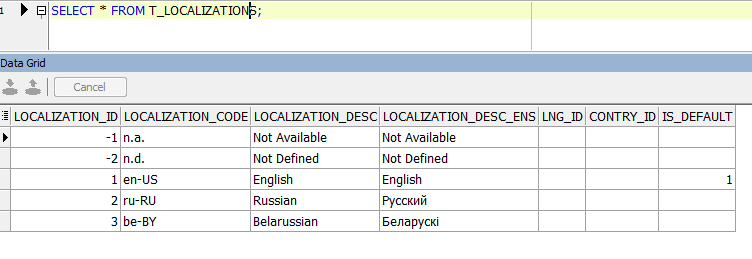 1 SELECT * FROM T_LOCALIZATIONS;
Data Grid
Cancel
LOCALIZATION_ID LOCALIZATION_CODE LOCALIZATION_DESC LOCALIZATION_DESC_ENS LNG_ID CONTRY_ID IS_DEFAULT
-1 n.a. Not Available Not Available
-2 n.d. Not Defined Not Defined
1 en-US English English 1
2 ru-RU Russian Русский
3 be-BY Belarussian Беларускі